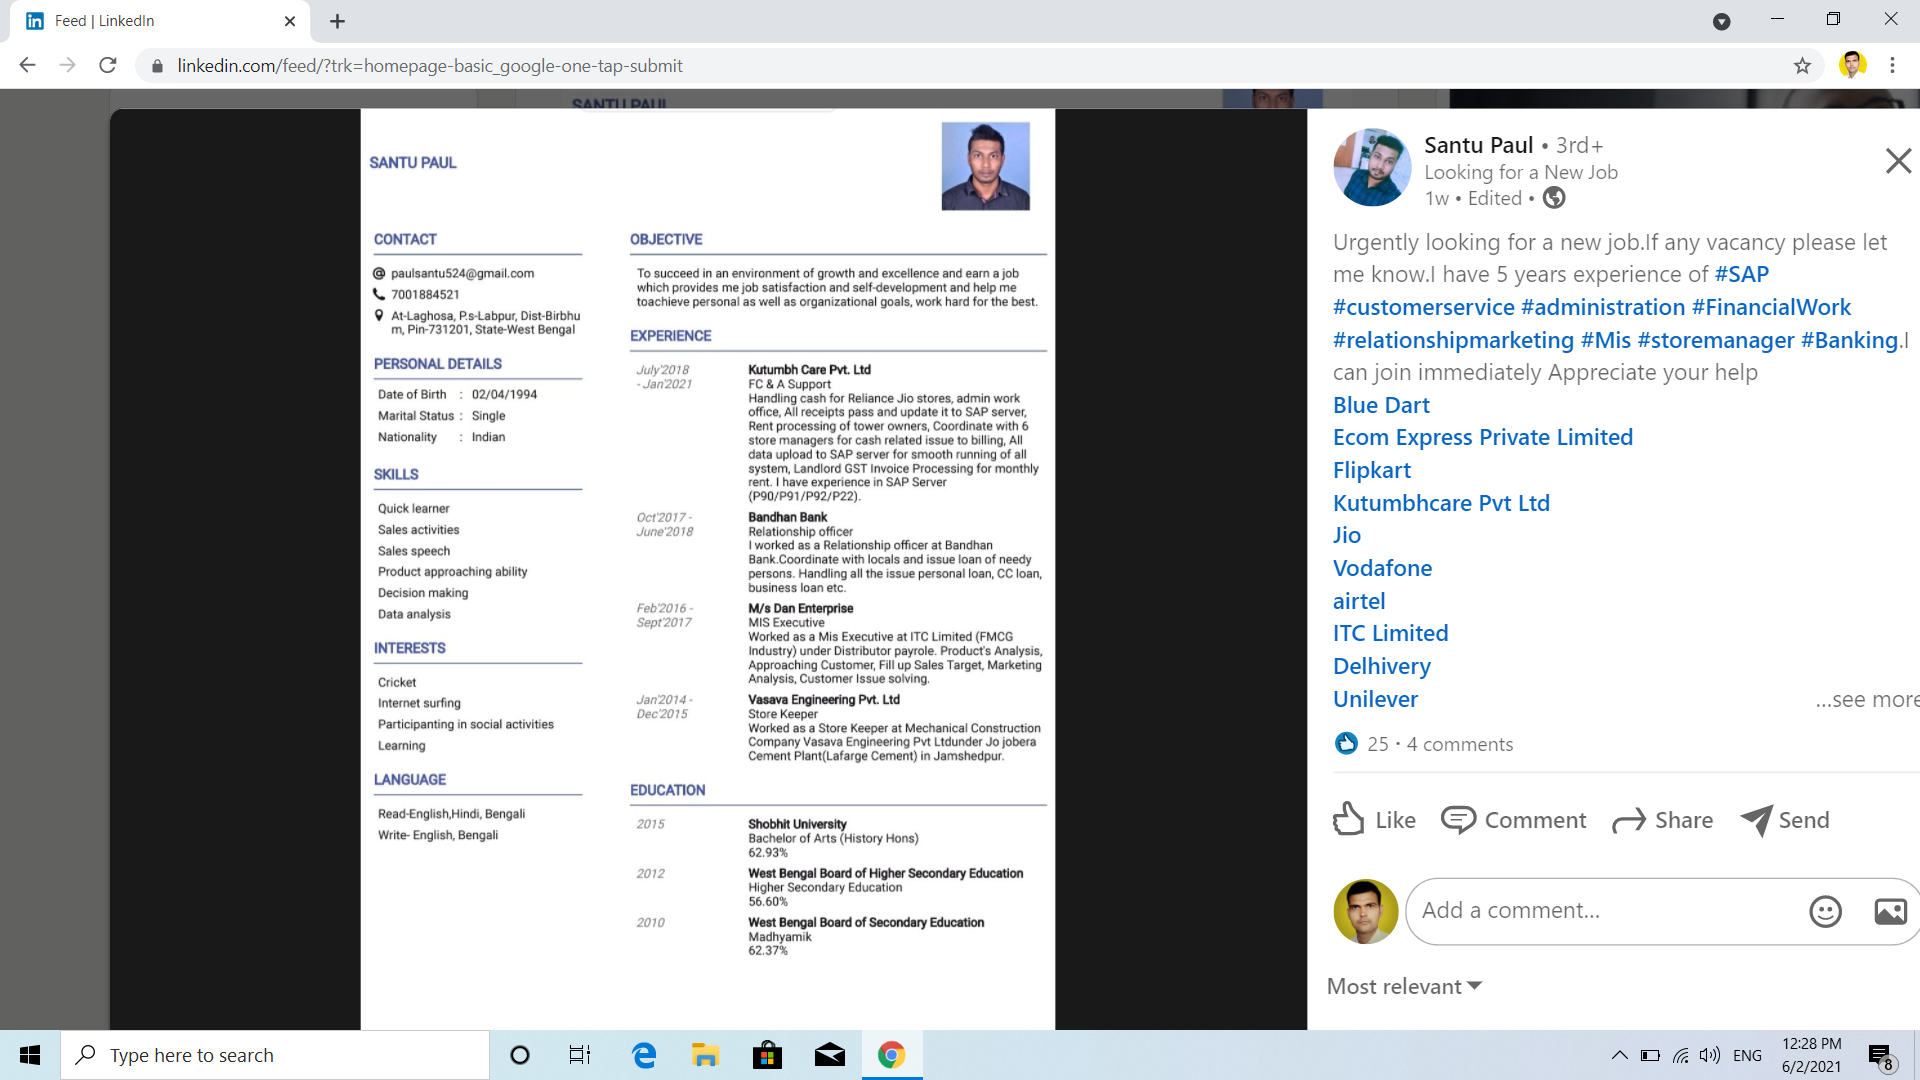 Feed | LinkedIn
linkedin.com/feed/?trk=homepage-basic_google-one-tap-submit
SANTU PAUL
SANTU PAUL
CONTACT
paulsantu524@gmail.com
7001884521
At-Laghosa, P.s-Labpur, Dist-Birbhu
m, Pin-731201, State-West Bengal
PERSONAL DETAILS
Date of Birth : 02/04/1994
Marital Status : Single
Nationality : Indian
SKILLS
Quick learner
Sales activities
Sales speech
Product approaching ability
Decision making
Data analysis
INTERESTS
Cricket
Internet surfing
Participanting in social activities
Learning
LANGUAGE
Read-English,Hindi, Bengali
Write- English, Bengali
OBJECTIVE
To succeed in an environment of growth and excellence and earn a job
which provides me job satisfaction and self-development and help me
toachieve personal as well as organizational goals, work hard for the best.
EXPERIENCE
July'2018
- Jan'2021
Kutumbh Care Pvt. Ltd
FC & A Support
Handling cash for Reliance Jio stores, admin work
office, All receipts pass and update it to SAP server,
Rent processing of tower owners, Coordinate with 6
store managers for cash related issue to billing, All
data upload to SAP server for smooth running of all
system, Landlord GST Invoice Processing for monthly
rent. I have experience in SAP Server
(P90/P91/P92/P22).
Oct'2017 -
June'2018
Bandhan Bank
Relationship officer
I worked as a Relationship officer at Bandhan
Bank.Coordinate with locals and issue loan of needy
persons. Handling all the issue personal loan, CC loan,
business loan etc.
Feb'2016 -
Sept'2017
M/s Dan Enterprise
MIS Executive
Worked as a Mis Executive at ITC Limited (FMCG
Industry) under Distributor payrole. Product's Analysis,
Approaching Customer, Fill up Sales Target, Marketing
Analysis, Customer Issue solving.
Jan'2014 -
Dec'2015
Vasava Engineering Pvt. Ltd
Store Keeper
Worked as a Store Keeper at Mechanical Construction
Company Vasava Engineering Pvt Ltdunder Jo jobera
Cement Plant(Lafarge Cement) in Jamshedpur.
EDUCATION
2015
Shobhit University
Bachelor of Arts (History Hons)
62.93%
2012
West Bengal Board of Higher Secondary Education
Higher Secondary Education
56.60%
2010
West Bengal Board of Secondary Education
Madhyamik
62.37%
Santu Paul • 3rd+
Looking for a New Job
1w • Edited •
Urgently looking for a new job.If any vacancy please let
me know.I have 5 years experience of #SAP
#customerservice #administration #FinancialWork
#relationshipmarketing #Mis #storemanager #Banking.I
can join immediately Appreciate your help
Blue Dart
Ecom Express Private Limited
Flipkart
Kutumbhcare Pvt Ltd
Jio
Vodafone
airtel
ITC Limited
Delhivery
Unilever
...see more
25 • 4 comments
Like Comment Share Send
Add a comment...
Most relevant
Type here to search
ENG
12:28 PM
6/2/2021
8